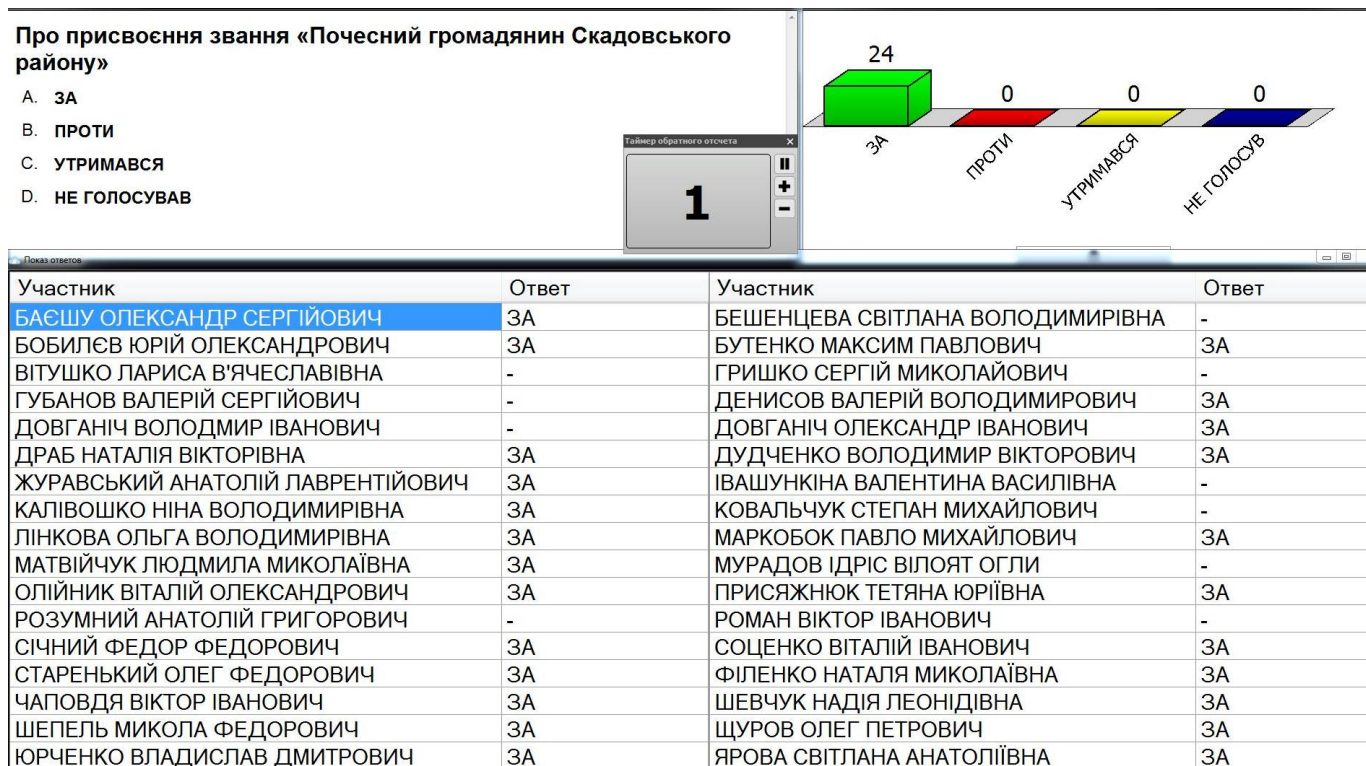 Про присвоєння звання «Почесний громадянин Скадовського
району»
A. ЗА
B. ПРОТИ
C. УТРИМАВСЯ
D. НЕ ГОЛОСУВАВ
Таймер обратного отсчета
1
24
0
0
0
ЗА
ПРОТИ
УТРИМАВСЯ
НЕ ГОЛОСУВ
Показ ответов
Участник Ответ Участник Ответ
БАЄШУ ОЛЕКСАНДР СЕРГІЙОВИЧ ЗА БЕШЕНЦЕВА СВІТЛАНА ВОЛОДИМИРІВНА -
БОБИЛЄВ ЮРІЙ ОЛЕКСАНДРОВИЧ ЗА БУТЕНКО МАКСИМ ПАВЛОВИЧ ЗА
ВІТУШКО ЛАРИСА В'ЯЧЕСЛАВІВНА - ГРИШКО СЕРГІЙ МИКОЛАЙОВИЧ -
ГУБАНОВ ВАЛЕРІЙ СЕРГІЙОВИЧ - ДЕНИСОВ ВАЛЕРІЙ ВОЛОДИМИРОВИЧ ЗА
ДОВГАНІЧ ВОЛОДМИР ІВАНОВИЧ - ДОВГАНІЧ ОЛЕКСАНДР ІВАНОВИЧ ЗА
ДРАБ НАТАЛІЯ ВІКТОРІВНА ЗА ДУДЧЕНКО ВОЛОДИМИР ВІКТОРОВИЧ ЗА
ЖУРАВСЬКИЙ АНАТОЛІЙ ЛАВРЕНТІЙОВИЧ ЗА ІВАШУНКІНА ВАЛЕНТИНА ВАСИЛІВНА -
КАЛІВОШКО НІНА ВОЛОДИМИРІВНА ЗА КОВАЛЬЧУК СТЕПАН МИХАЙЛОВИЧ -
ЛІНКОВА ОЛЬГА ВОЛОДИМИРІВНА ЗА МАРКОБОК ПАВЛО МИХАЙЛОВИЧ ЗА
МАТВІЙЧУК ЛЮДМИЛА МИКОЛАЇВНА ЗА МУРАДОВ ІДРІС ВІЛОЯТ ОГЛИ -
ОЛІЙНИК ВІТАЛІЙ ОЛЕКСАНДРОВИЧ ЗА ПРИСЯЖНЮК ТЕТЯНА ЮРІЇВНА ЗА
РОЗУМНИЙ АНАТОЛІЙ ГРИГОРОВИЧ - РОМАН ВІКТОР ІВАНОВИЧ -
СІЧНИЙ ФЕДОР ФЕДОРОВИЧ ЗА СОЦЕНКО ВІТАЛІЙ ІВАНОВИЧ ЗА
СТАРЕНЬКИЙ ОЛЕГ ФЕДОРОВИЧ ЗА ФІЛЕНКО НАТАЛЯ МИКОЛАЇВНА ЗА
ЧАПОВДЯ ВІКТОР ІВАНОВИЧ ЗА ШЕВЧУК НАДІЯ ЛЕОНІДІВНА ЗА
ШЕПЕЛЬ МИКОЛА ФЕДОРОВИЧ ЗА ЩУРОВ ОЛЕГ ПЕТРОВИЧ ЗА
ЮРЧЕНКО ВЛАДИСЛАВ ДМИТРОВИЧ ЗА ЯРОВА СВІТЛАНА АНАТОЛІЇВНА ЗА